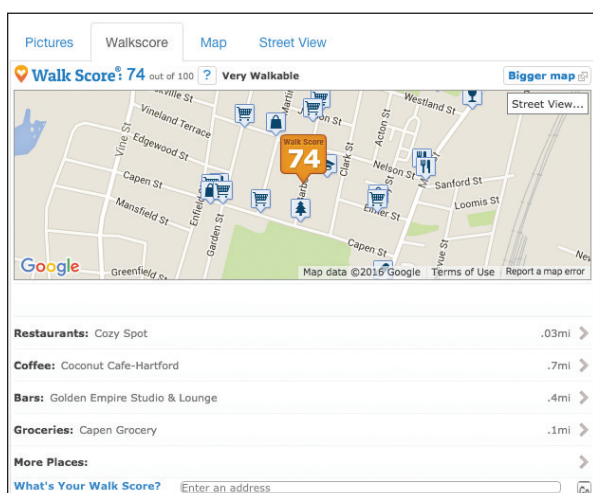 Pictures Walkscore Map Street View
Walk Score®: 74 out of 100 ? Very Walkable Bigger map
Street View...
Westland St
Vineland Terrace
Edgewood St
Vine St
Acton St
Walk Score
74
Clark St
Nelson St
Sanford St
Capen St
Mansfield St
Enfield St
Garden St
Elmer St
Loomis St
Capen St
Greenfield St
Google
Map data ©2016 Google Terms of Use Report a map error
Restaurants: Cozy Spot .03mi
Coffee: Coconut Cafe-Hartford .7mi
Bars: Golden Empire Studio & Lounge .4mi
Groceries: Capen Grocery .1mi
More Places:
What's Your Walk Score? Enter an address Go